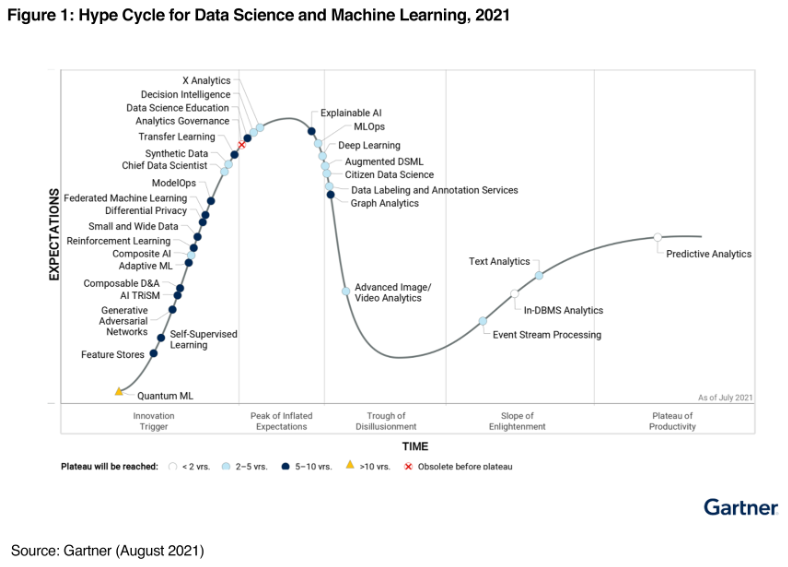 Figure 1: Hype Cycle for Data Science and Machine Learning, 2021
X Analytics
Decision Intelligence
Data Science Education
Analytics Governance
Transfer Learning
Synthetic Data
Chief Data Scientist
ModelOps
Federated Machine Learning
Differential Privacy
Small and Wide Data
Reinforcement Learning
Composite AI
Adaptive ML
Composable D&A
AI TRiSM
Generative
Adversarial
Networks
Self-Supervised
Learning
Feature Stores
Quantum ML
Explainable AI
MLOps
Deep Learning
Augmented DSML
Citizen Data Science
Data Labeling and Annotation Services
Graph Analytics
Advanced Image/
Video Analytics
Text Analytics
In-DBMS Analytics
Event Stream Processing
Predictive Analytics
EXPECTATIONS
As of July 2021
Innovation
Trigger
Peak of Inflated
Expectations
Trough of
Disillusionment
Slope of
Enlightenment
Plateau of
Productivity
TIME
Plateau will be reached: < 2 yrs. 2–5 yrs. 5–10 yrs. >10 yrs. Obsolete before plateau
Gartner
Source: Gartner (August 2021)